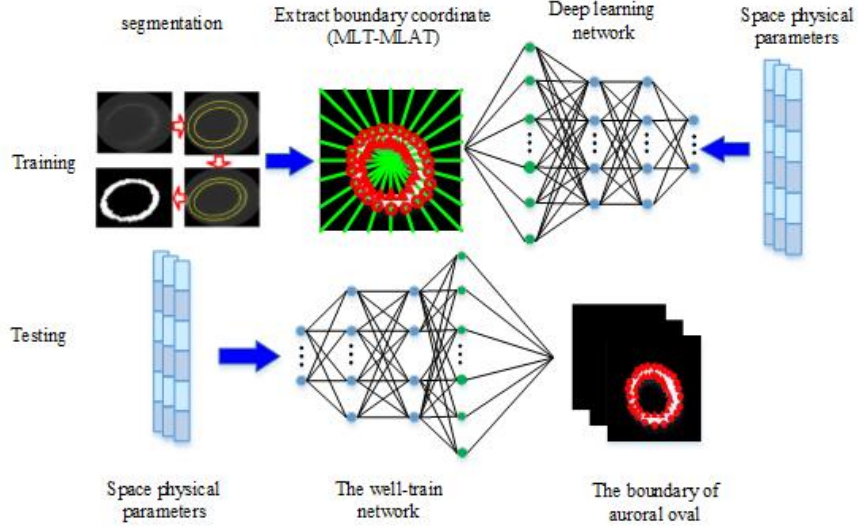 segmentation
Extract boundary coordinate
(MLT-MLAT)
Deep learning
network
Space physical
parameters
Training
Testing
Space physical
parameters
The well-train
network
The boundary of
auroral oval